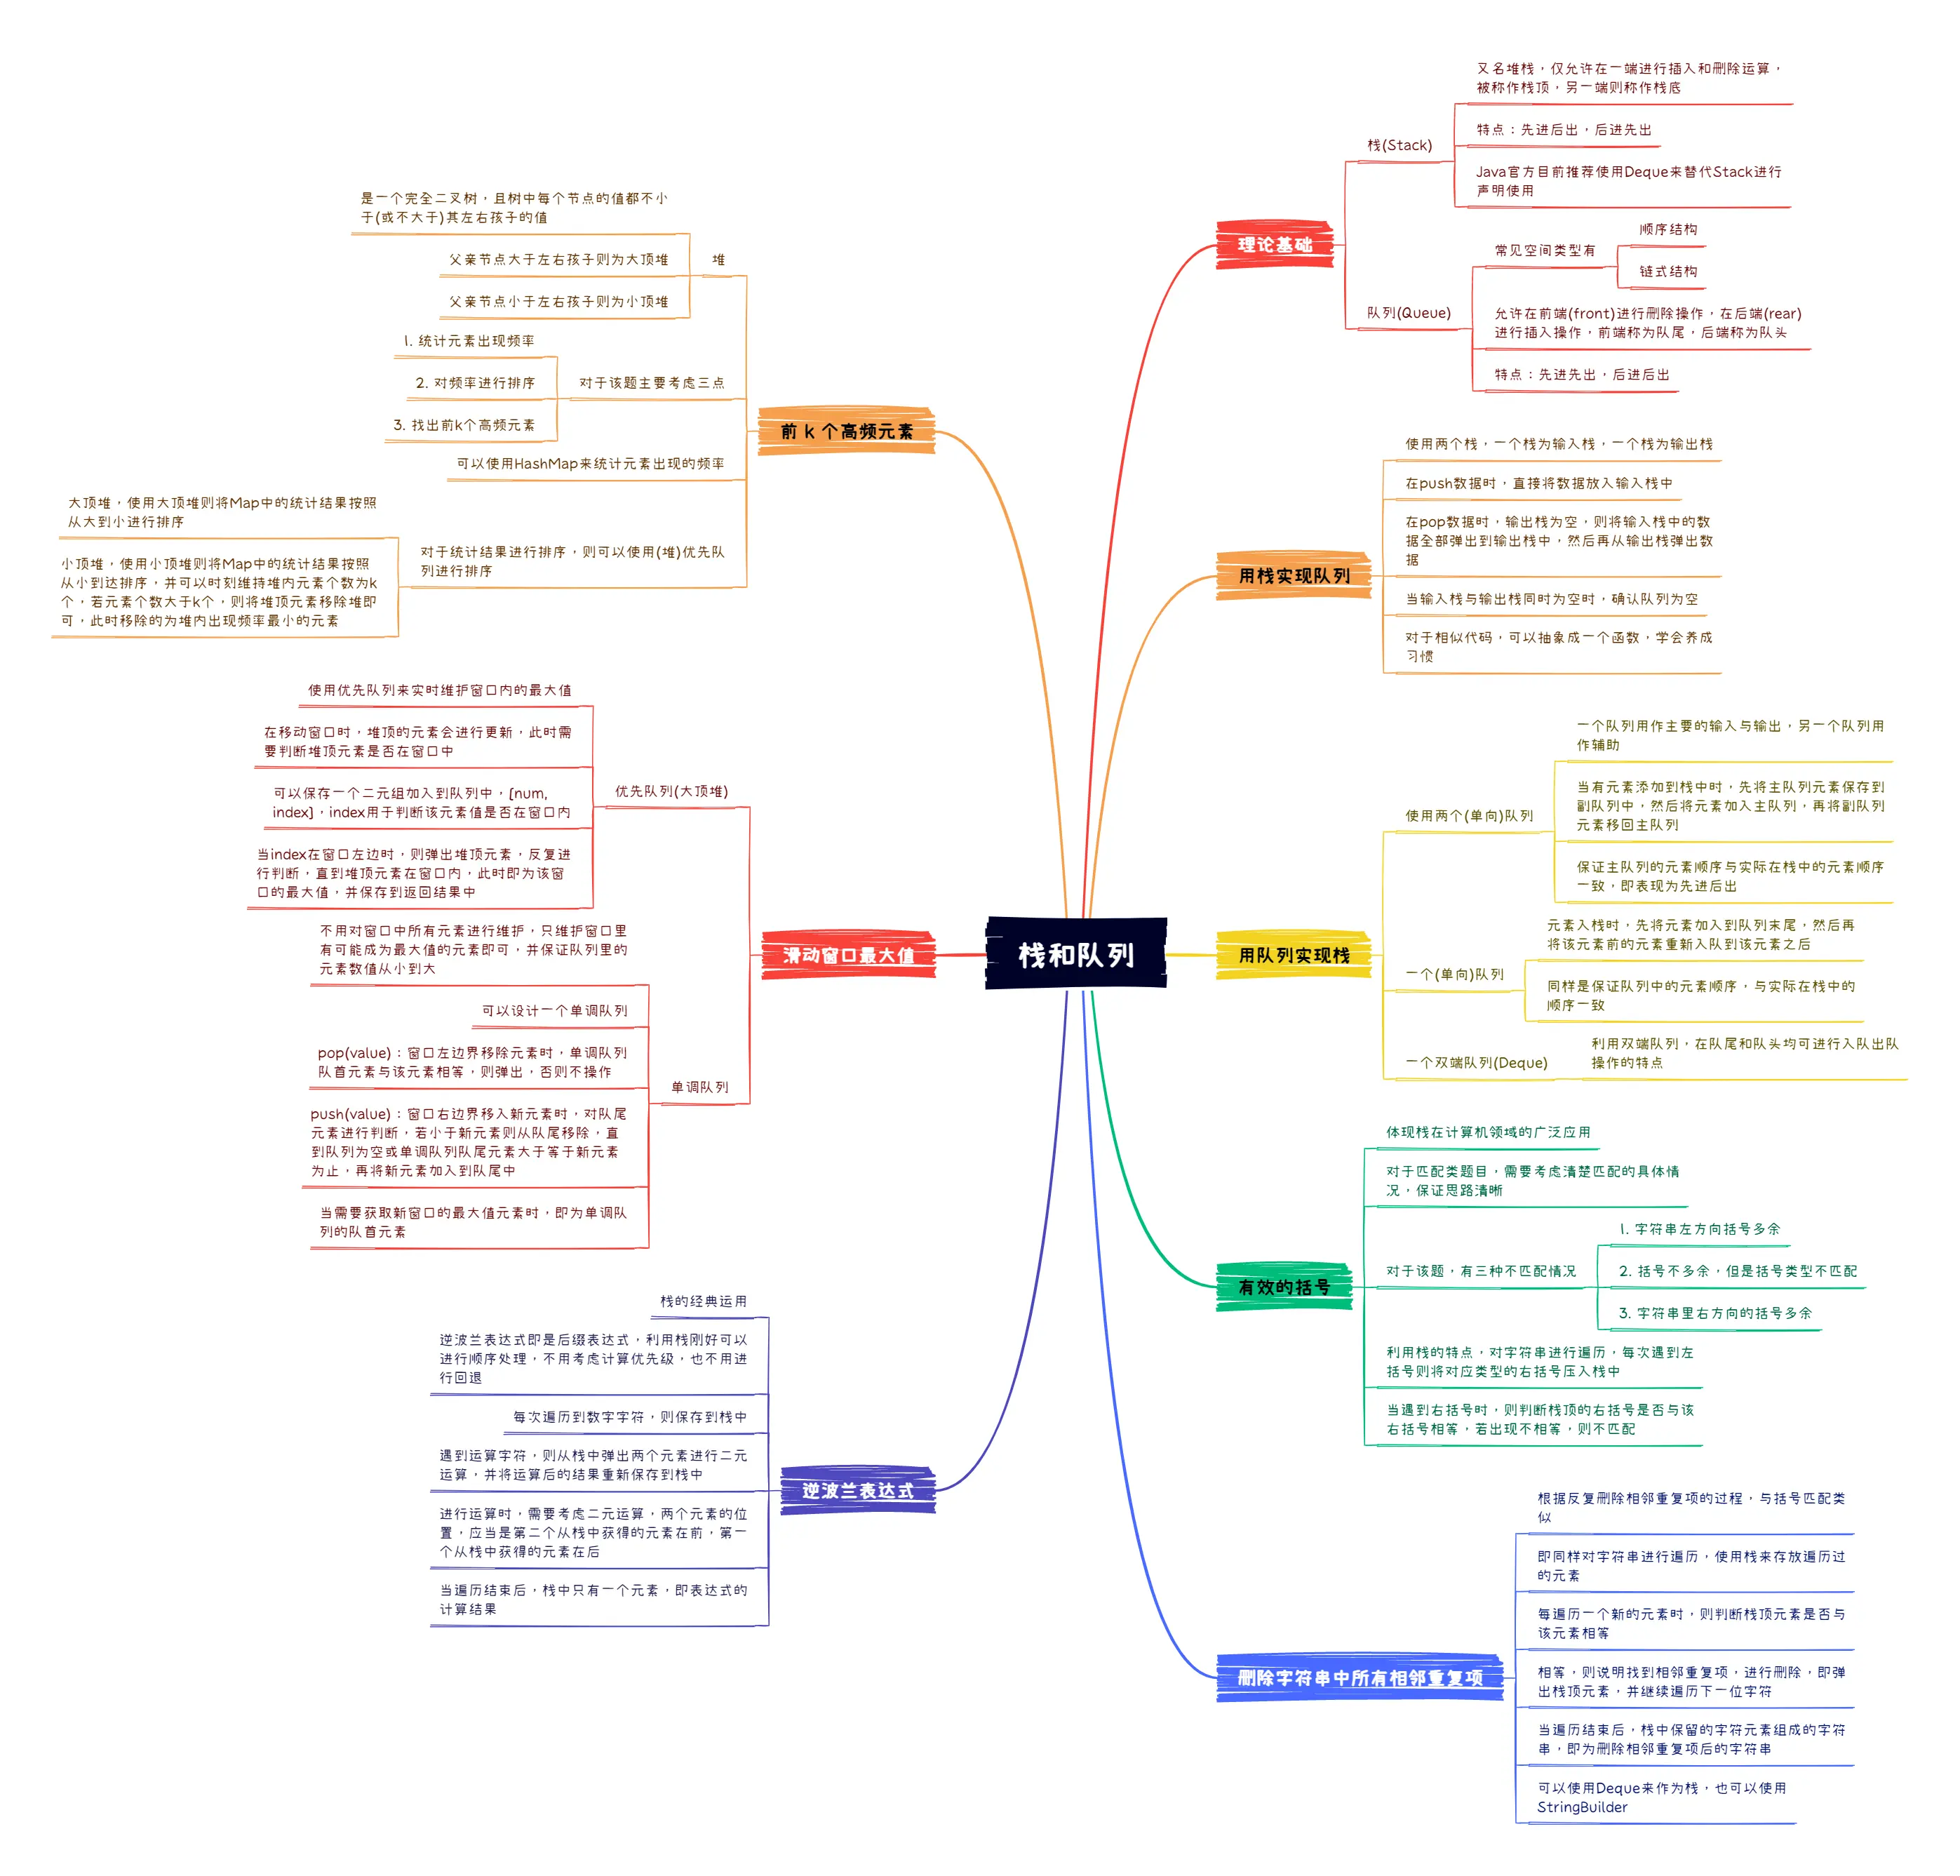 栈和队列
理论基础
栈(Stack)
又名堆栈，仅允许在一端进行插入和删除运算，
被称作栈顶，另一端则称作栈底
特点：先进后出，后进先出
Java官方目前推荐使用Deque来替代Stack进行
声明使用
队列(Queue)
常见空间类型有
顺序结构
链式结构
允许在前端(front)进行删除操作，在后端(rear)
进行插入操作，前端称为队尾，后端称为队头
特点：先进先出，后进后出
用栈实现队列
使用两个栈，一个栈为输入栈，一个栈为输出栈
在push数据时，直接将数据放入输入栈中
在pop数据时，输出栈为空，则将输入栈中的数
据全部弹出到输出栈中，然后再从输出栈弹出数
据
当输入栈与输出栈同时为空时，确认队列为空
对于相似代码，可以抽象成一个函数，学会养成
习惯
用队列实现栈
使用两个(单向)队列
一个队列用作主要的输入与输出，另一个队列用
作辅助
当有元素添加到栈中时，先将主队列元素保存到
副队列中，然后将元素加入主队列，再将副队列
元素移回主队列
保证主队列的元素顺序与实际在栈中的元素顺序
一致，即表现为先进后出
一个(单向)队列
元素入栈时，先将元素加入到队列末尾，然后再
将该元素前的元素重新入队到该元素之后
同样是保证队列中的元素顺序，与实际在栈中的
顺序一致
一个双端队列(Deque)
利用双端队列，在队尾和队头均可进行入队出队
操作的特点
有效的括号
体现栈在计算机领域的广泛应用
对于匹配类题目，需要考虑清楚匹配的具体情
况，保证思路清晰
对于该题，有三种不匹配情况
1. 字符串左方向括号多余
2. 括号不多余，但是括号类型不匹配
3. 字符串里右方向的括号多余
利用栈的特点，对字符串进行遍历，每次遇到左
括号则将对应类型的右括号压入栈中
当遇到右括号时，则判断栈顶的右括号是否与该
右括号相等，若出现不相等，则不匹配
删除字符串中所有相邻重复项
根据反复删除相邻重复项的过程，与括号匹配类
似
即同样对字符串进行遍历，使用栈来存放遍历过
的元素
每遍历一个新的元素时，则判断栈顶元素是否与
该元素相等
相等，则说明找到相邻重复项，进行删除，即弹
出栈顶元素，并继续遍历下一位字符
当遍历结束后，栈中保留的字符元素组成的字符
串，即为删除相邻重复项后的字符串
可以使用Deque来作为栈，也可以使用
StringBuilder
前 k 个高频元素
堆
是一个完全二叉树，且树中每个节点的值都不小
于(或不大于)其左右孩子的值
父亲节点大于左右孩子则为大顶堆
父亲节点小于左右孩子则为小顶堆
对于该题主要考虑三点
1. 统计元素出现频率
2. 对频率进行排序
3. 找出前k个高频元素
可以使用HashMap来统计元素出现的频率
对于统计结果进行排序，则可以使用(堆)优先队
列进行排序
大顶堆，使用大顶堆则将Map中的统计结果按照
从大到小进行排序
小顶堆，使用小顶堆则将Map中的统计结果按照
从小到达排序，并可以时刻维持堆内元素个数为k
个，若元素个数大于k个，则将堆顶元素移除堆即
可，此时移除的为堆内出现频率最小的元素
滑动窗口最大值
优先队列(大顶堆)
使用优先队列来实时维护窗口内的最大值
在移动窗口时，堆顶的元素会进行更新，此时需
要判断堆顶元素是否在窗口中
可以保存一个二元组加入到队列中，[num,
index]，index用于判断该元素值是否在窗口内
当index在窗口左边时，则弹出堆顶元素，反复进
行判断，直到堆顶元素在窗口内，此时即为该窗
口的最大值，并保存到返回结果中
单调队列
不用对窗口中所有元素进行维护，只维护窗口里
有可能成为最大值的元素即可，并保证队列里的
元素数值从小到大
可以设计一个单调队列
pop(value)：窗口左边界移除元素时，单调队列
队首元素与该元素相等，则弹出，否则不操作
push(value)：窗口右边界移入新元素时，对队尾
元素进行判断，若小于新元素则从队尾移除，直
到队列为空或单调队列队尾元素大于等于新元素
为止，再将新元素加入到队尾中
当需要获取新窗口的最大值元素时，即为单调队
列的队首元素
逆波兰表达式
栈的经典运用
逆波兰表达式即是后缀表达式，利用栈刚好可以
进行顺序处理，不用考虑计算优先级，也不用进
行回退
每次遍历到数字字符，则保存到栈中
遇到运算字符，则从栈中弹出两个元素进行二元
运算，并将运算后的结果重新保存到栈中
进行运算时，需要考虑二元运算，两个元素的位
置，应当是第二个从栈中获得的元素在前，第一
个从栈中获得的元素在后
当遍历结束后，栈中只有一个元素，即表达式的
计算结果